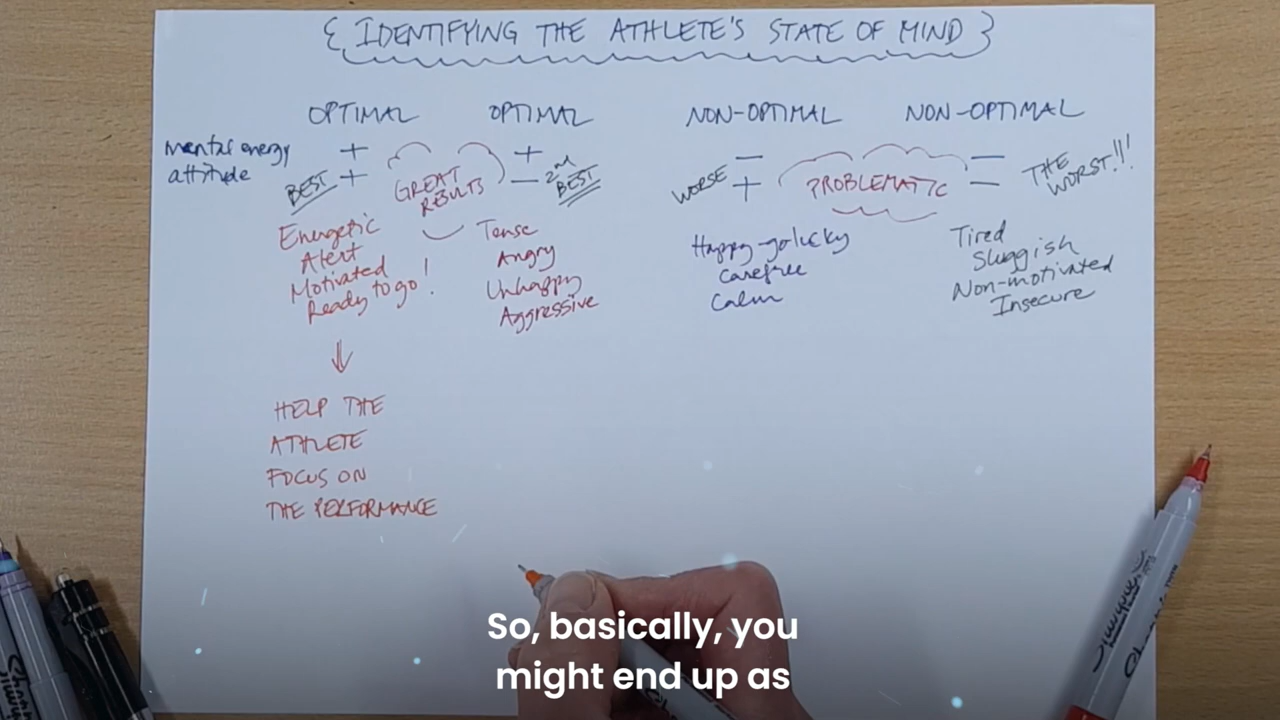 { IDENTIFYING THE ATHLETE'S STATE OF MIND }
OPTIMAL OPTIMAL NON-OPTIMAL NON-OPTIMAL
mental energy + + − −
attitude + − + −
BEST
GREAT
RESULTS
2nd
BEST
WORSE
PROBLEMATIC
THE
WORST!!!
Energetic
Alert
Motivated
Ready to go!
Tense
Angry
Unhappy
Aggressive
Happy-go lucky
Carefree
Calm
Tired
Sluggish
Non-motivated
Insecure
HELP THE
ATHLETE
FOCUS ON
THE PERFORMANCE
So, basically, you
might end up as